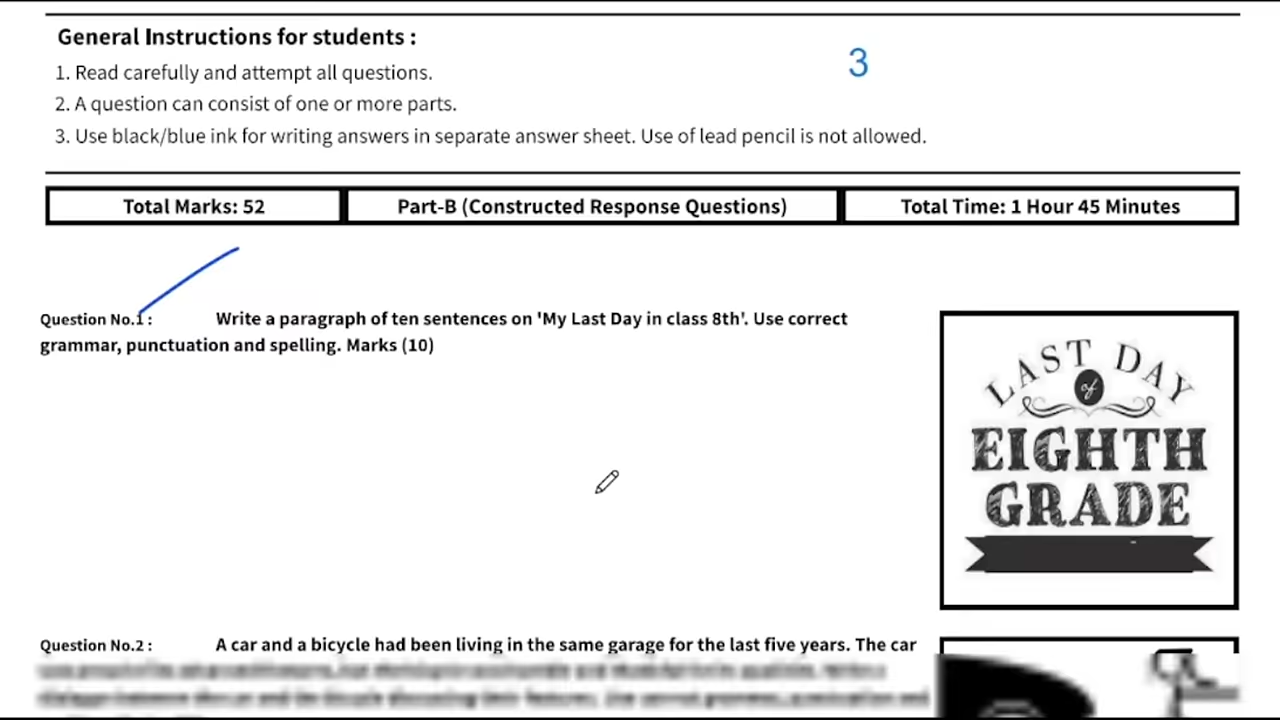 General Instructions for students :
3
1. Read carefully and attempt all questions.
2. A question can consist of one or more parts.
3. Use black/blue ink for writing answers in separate answer sheet. Use of lead pencil is not allowed.
Total Marks: 52
Part-B (Constructed Response Questions)
Total Time: 1 Hour 45 Minutes
Question No.1 : Write a paragraph of ten sentences on 'My Last Day in class 8th'. Use correct
grammar, punctuation and spelling. Marks (10)
LAST DAY
of
EIGHTH
GRADE
Question No.2 : A car and a bicycle had been living in the same garage for the last five years. The car